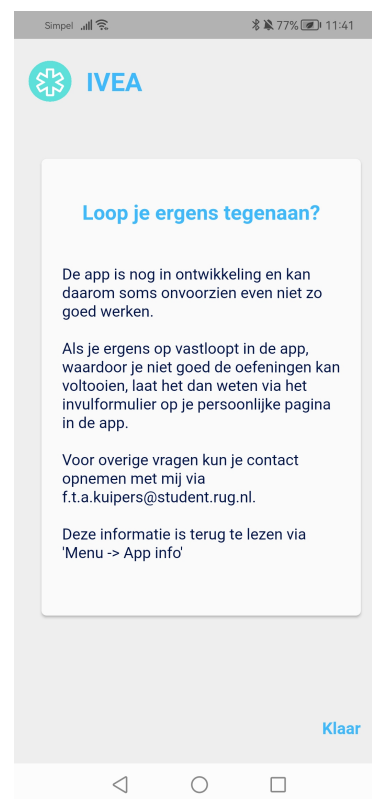 Simpel 77% 11:41
IVEA
Loop je ergens tegenaan?
De app is nog in ontwikkeling en kan
daarom soms onvoorzien even niet zo
goed werken.
Als je ergens op vastloopt in de app,
waardoor je niet goed de oefeningen kan
voltooien, laat het dan weten via het
invulformulier op je persoonlijke pagina
in de app.
Voor overige vragen kun je contact
opnemen met mij via
f.t.a.kuipers@student.rug.nl.
Deze informatie is terug te lezen via
'Menu -> App info'
Klaar